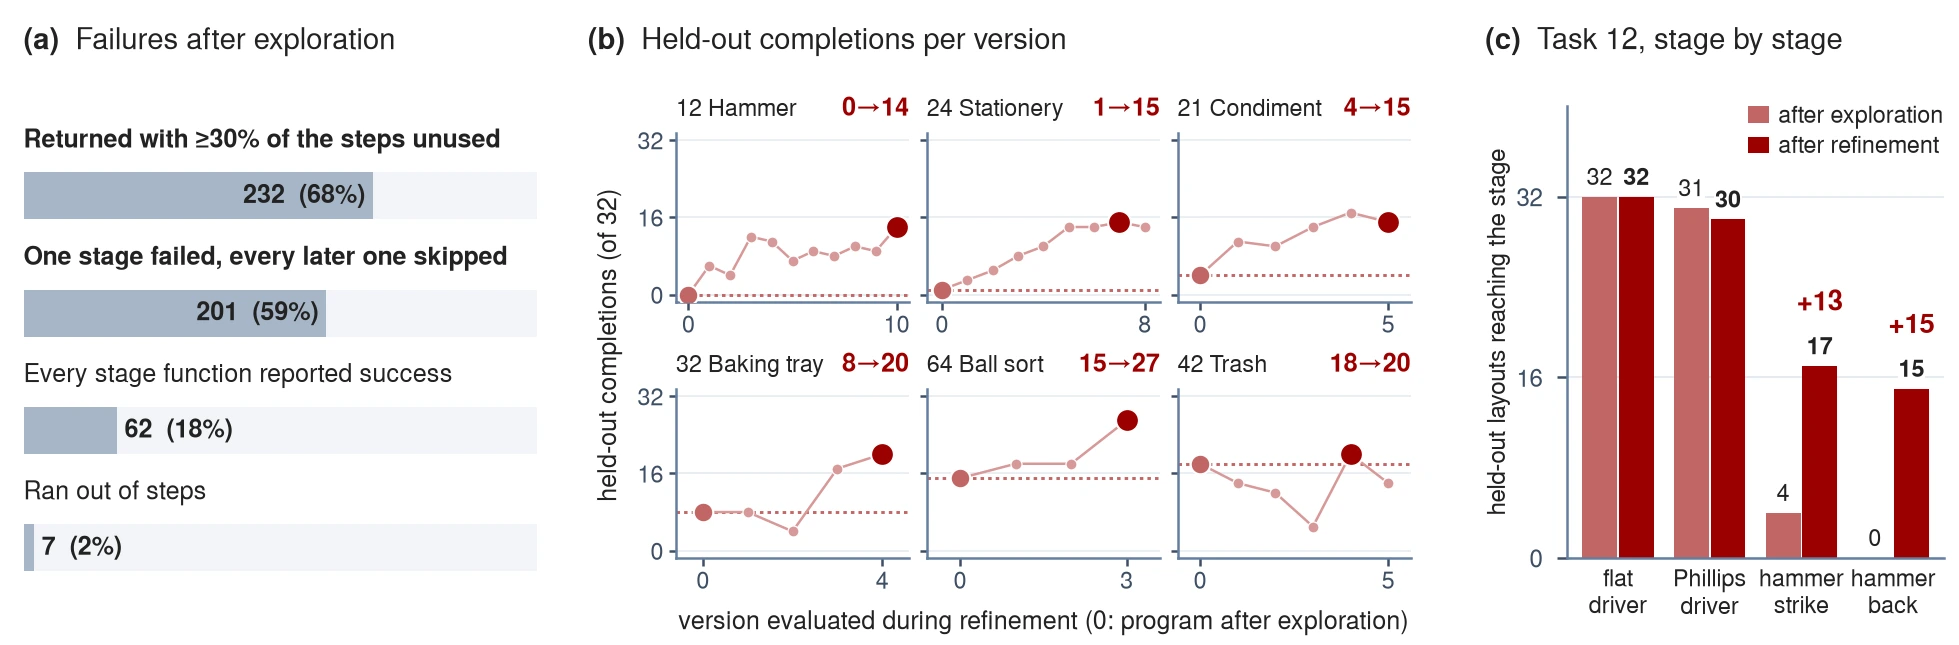 (a) Failures after exploration
Returned with ≥30% of the steps unused
232 (68%)
One stage failed, every later one skipped
201 (59%)
Every stage function reported success
62 (18%)
Ran out of steps
7 (2%)
(b) Held-out completions per version
held-out completions (of 32)
12 Hammer 0→14
32
16
0
0 10
24 Stationery 1→15
0 8
21 Condiment 4→15
0 5
32 Baking tray 8→20
32
16
0
0 4
64 Ball sort 15→27
0 3
42 Trash 18→20
0 5
version evaluated during refinement (0: program after exploration)
(c) Task 12, stage by stage
after exploration
after refinement
held-out layouts reaching the stage
32
16
0
32 32
31 30
4 17
+13
0 15
+15
flat
driver
Phillips
driver
hammer
strike
hammer
back